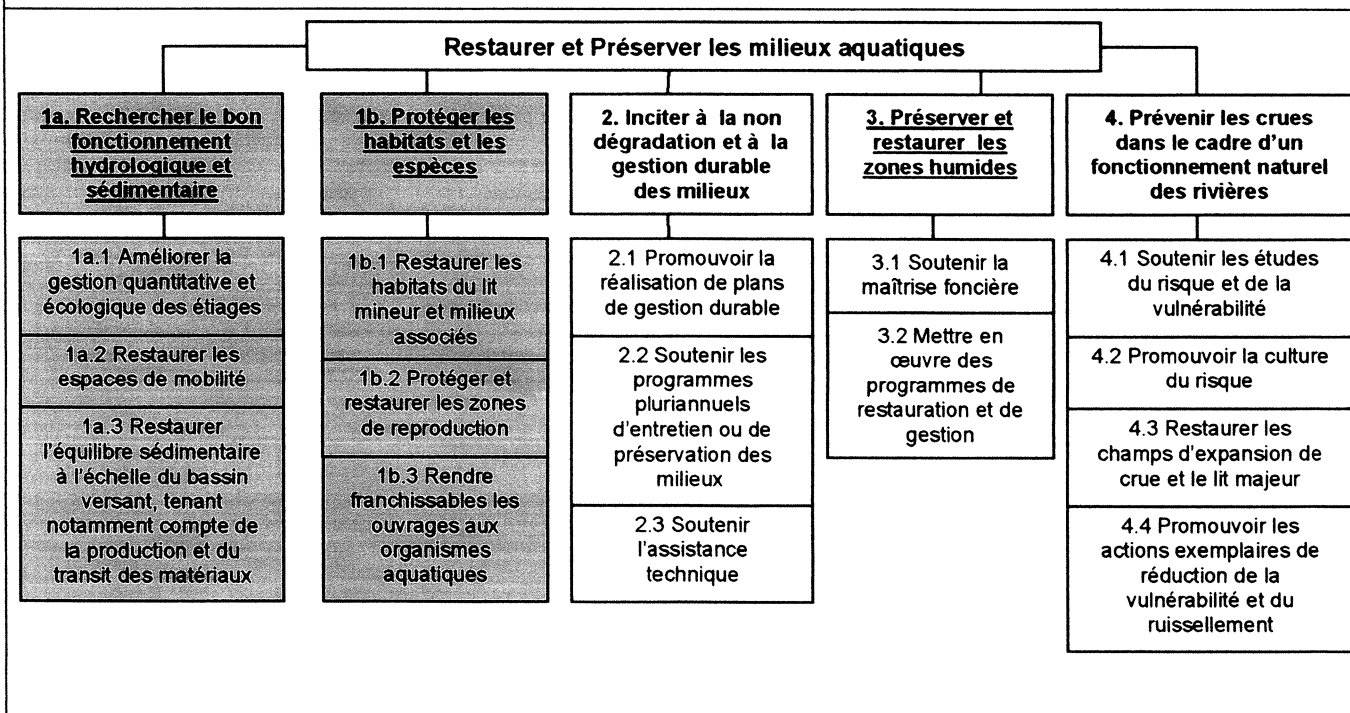 Restaurer et Préserver les milieux aquatiques
1a. Rechercher le bon
fonctionnement
hydrologique et
sédimentaire
1a.1 Améliorer la
gestion quantitative et
écologique des étiages
1a.2 Restaurer les
espaces de mobilité
1a.3 Restaurer
l'équilibre sédimentaire
à l'échelle du bassin
versant, tenant
notamment compte de
la production et du
transit des matériaux
1b. Protéger les
habitats et les
espèces
1b.1 Restaurer les
habitats du lit
mineur et milieux
associés
1b.2 Protéger et
restaurer les zones
de reproduction
1b.3 Rendre
franchissables les
ouvrages aux
organismes
aquatiques
2. Inciter à la non
dégradation et à la
gestion durable
des milieux
2.1 Promouvoir la
réalisation de plans
de gestion durable
2.2 Soutenir les
programmes
pluriannuels
d'entretien ou de
préservation des
milieux
2.3 Soutenir
l'assistance
technique
3. Préserver et
restaurer les
zones humides
3.1 Soutenir la
maîtrise foncière
3.2 Mettre en
œuvre des
programmes de
restauration et de
gestion
4. Prévenir les crues
dans le cadre d'un
fonctionnement naturel
des rivières
4.1 Soutenir les études
du risque et de la
vulnérabilité
4.2 Promouvoir la culture
du risque
4.3 Restaurer les
champs d'expansion de
crue et le lit majeur
4.4 Promouvoir les
actions exemplaires de
réduction de la
vulnérabilité et du
ruissellement